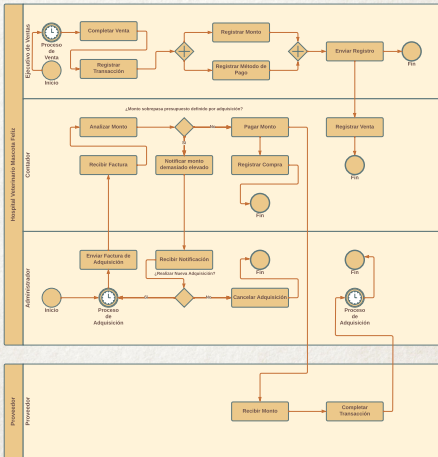 Hospital Veterinario Mascota Feliz
Ejecutivo de Ventas
Proceso
de
Venta
Inicio
Completar Venta
Registrar
Transacción
Registrar Monto
Registrar Método de
Pago
Enviar Registro
Fin
Contador
¿Monto sobrepasa presupuesto definido por adquisición?
Analizar Monto
Pagar Monto
Registrar Venta
Recibir Factura
Notificar monto
demasiado elevado
Registrar Compra
Fin
Fin
Administrador
Enviar Factura de
Adquisición
Recibir Notificación
¿Realizar Nueva Adquisición?
Fin
Fin
Inicio
Proceso
de
Adquisición
Cancelar Adquisición
Proceso
de
Adquisición
Proveedor
Proveedor
Recibir Monto
Completar
Transacción